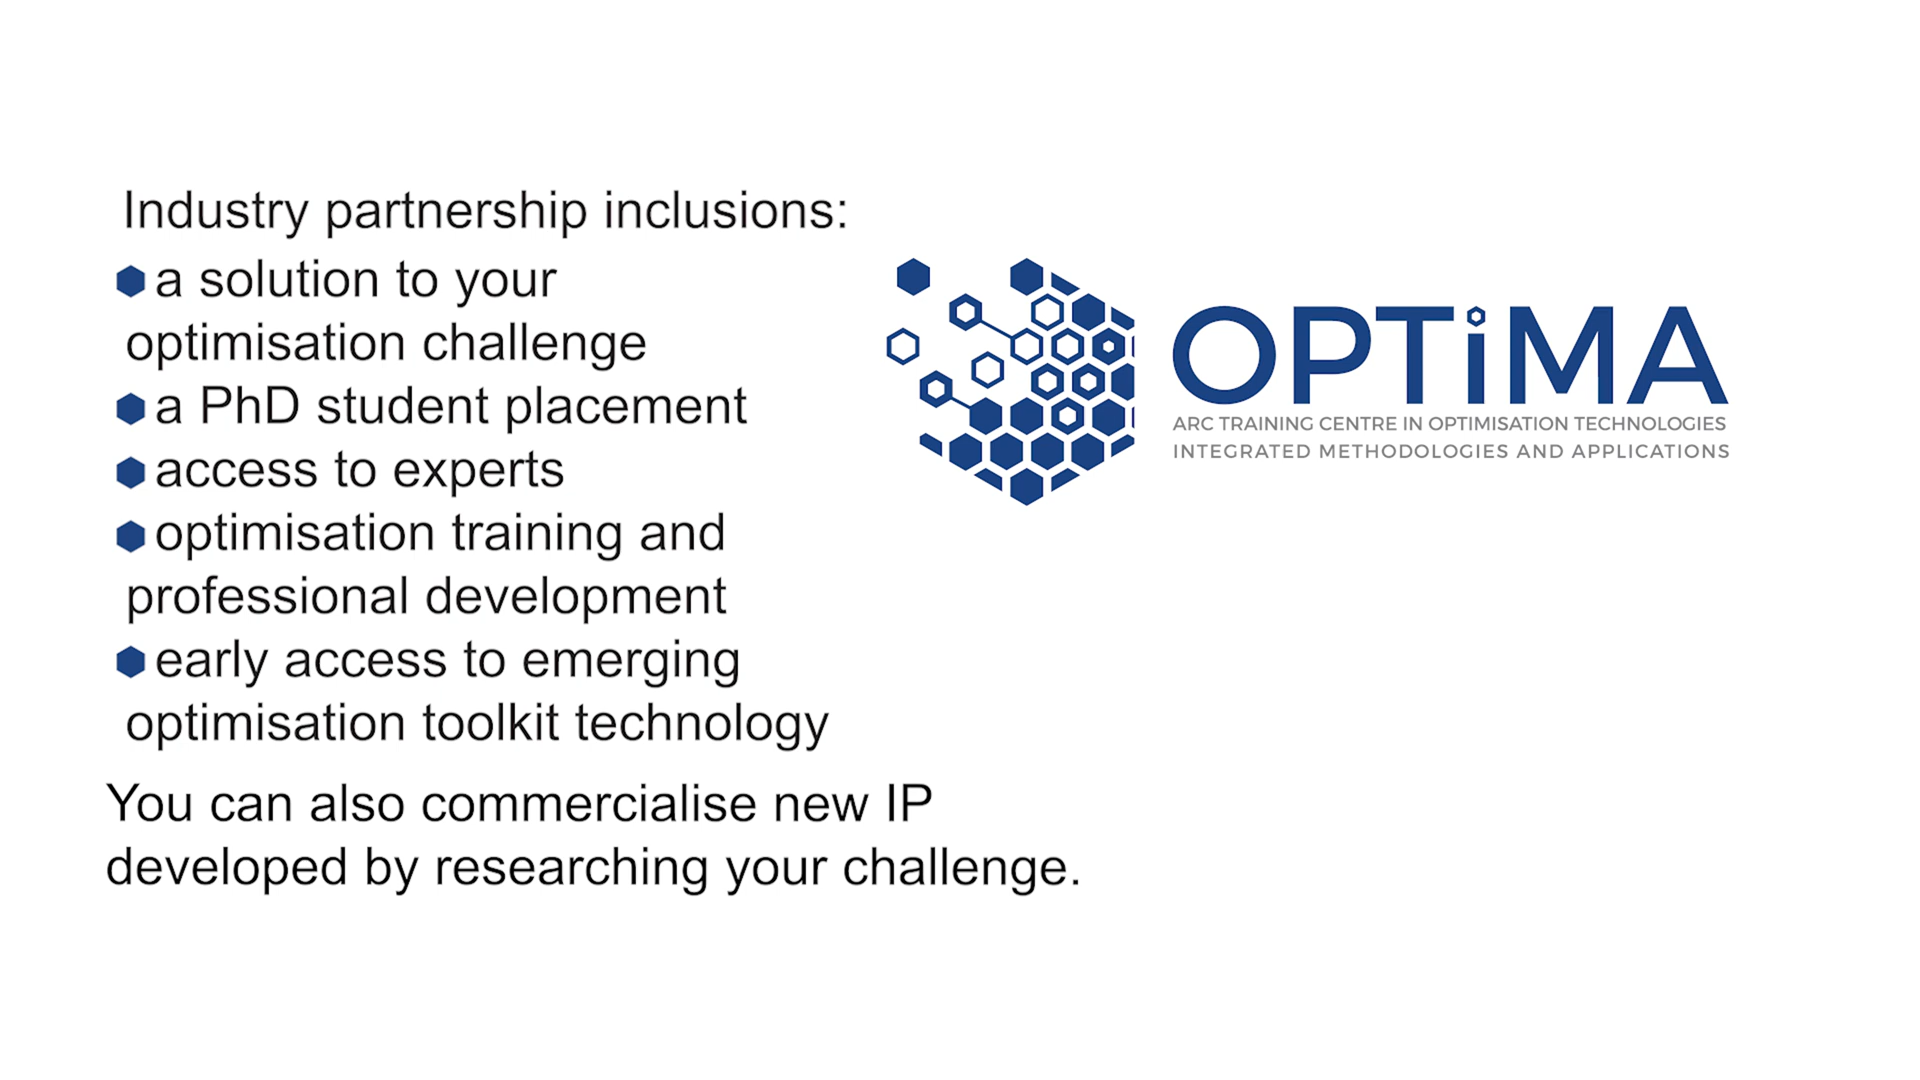 Industry partnership inclusions:
a solution to your
optimisation challenge
a PhD student placement
access to experts
optimisation training and
professional development
early access to emerging
optimisation toolkit technology
You can also commercialise new IP
developed by researching your challenge.
OPTiMA
ARC TRAINING CENTRE IN OPTIMISATION TECHNOLOGIES
INTEGRATED METHODOLOGIES AND APPLICATIONS